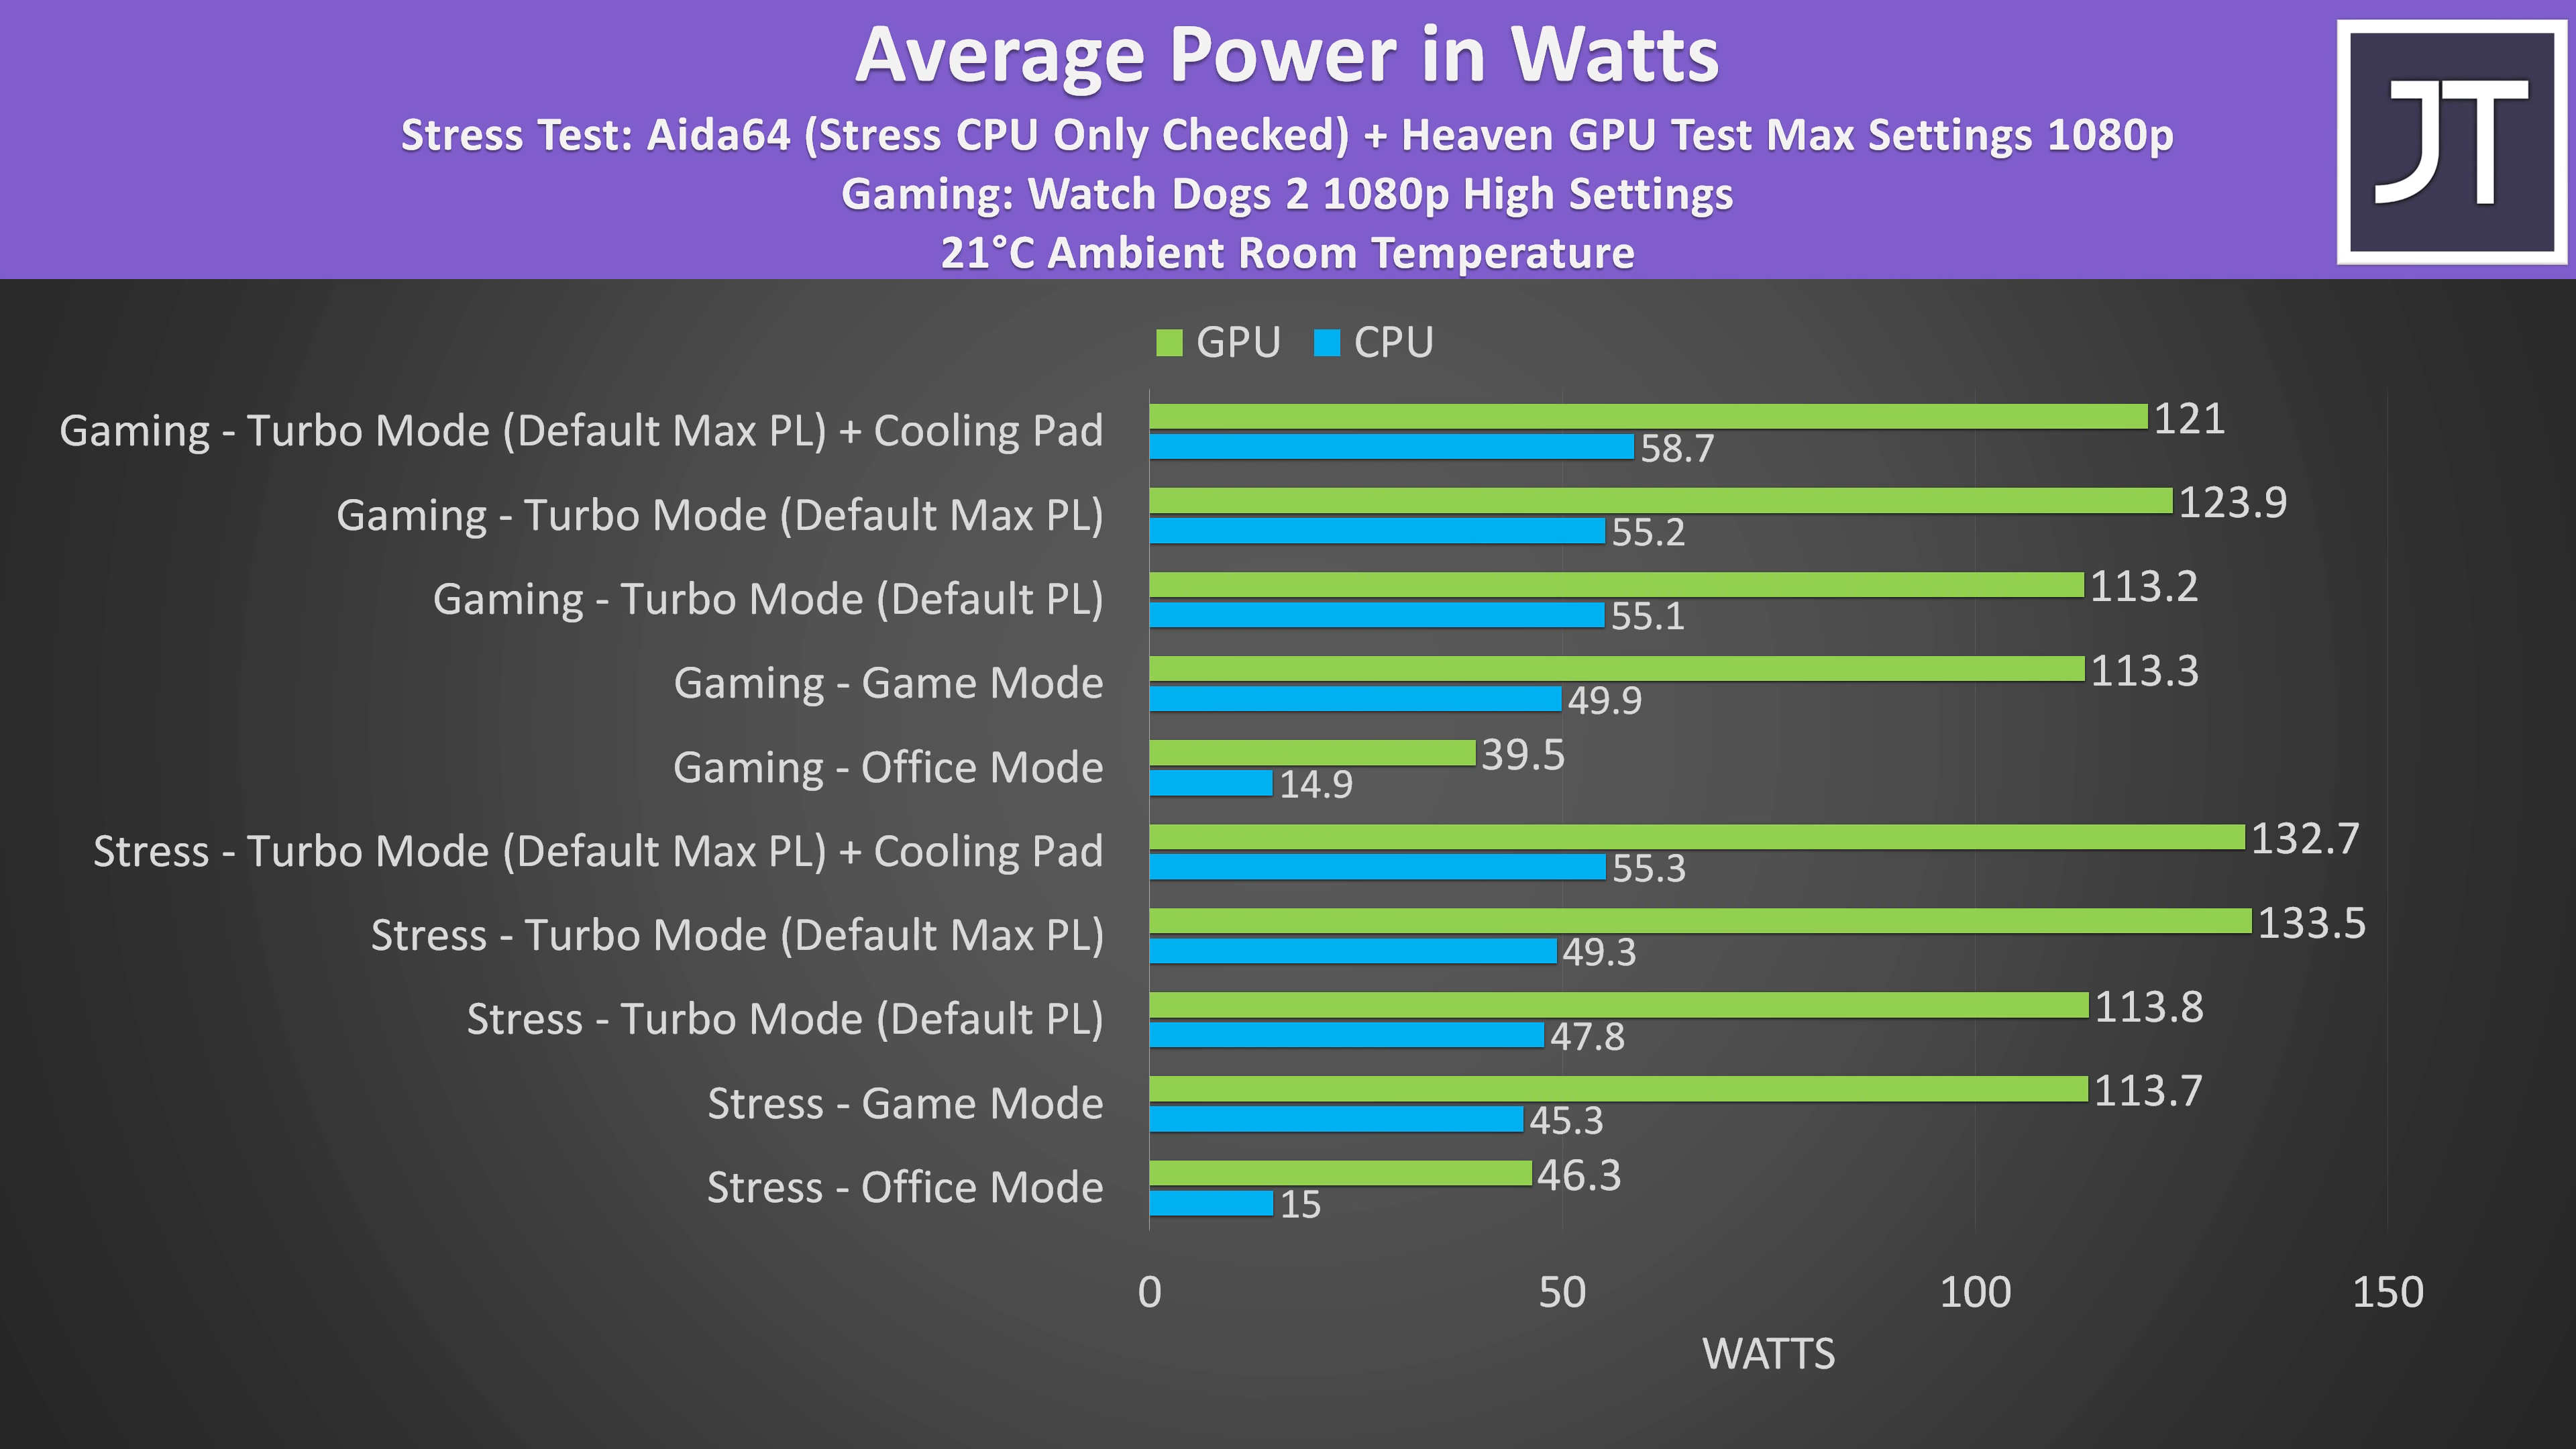 Average Power in Watts
Stress Test: Aida64 (Stress CPU Only Checked) + Heaven GPU Test Max Settings 1080p
Gaming: Watch Dogs 2 1080p High Settings
21°C Ambient Room Temperature
JT
GPU CPU
Gaming - Turbo Mode (Default Max PL) + Cooling Pad
121
58.7
Gaming - Turbo Mode (Default Max PL)
123.9
55.2
Gaming - Turbo Mode (Default PL)
113.2
55.1
Gaming - Game Mode
113.3
49.9
Gaming - Office Mode
39.5
14.9
Stress - Turbo Mode (Default Max PL) + Cooling Pad
132.7
55.3
Stress - Turbo Mode (Default Max PL)
133.5
49.3
Stress - Turbo Mode (Default PL)
113.8
47.8
Stress - Game Mode
113.7
45.3
Stress - Office Mode
46.3
15
0 50 100 150
WATTS